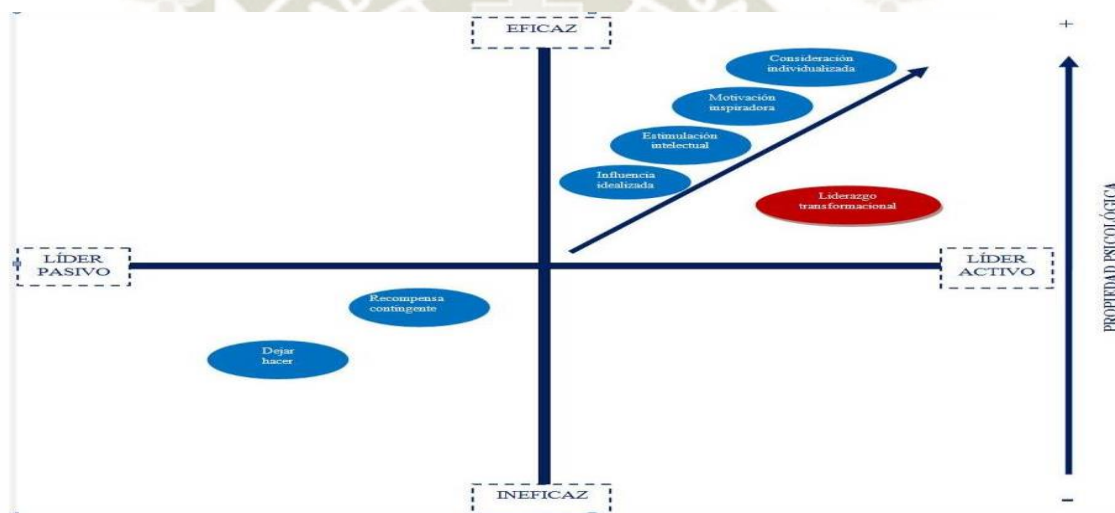 EFICAZ
+
Consideración
individualizada
Motivación
inspiradora
Estimulación
intelectual
Influencia
idealizada
Liderazgo
transformacional
LÍDER
PASIVO
LÍDER
ACTIVO
PROPIEDAD PSICOLÓGICA
Recompensa
contingente
Dejar
hacer
INEFICAZ
–